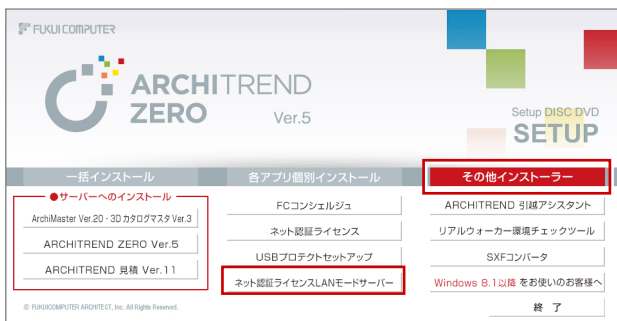 FUKUI COMPUTER
ARCHITREND
ZERO Ver.5
Setup DISC DVD
SETUP
一括インストール
各アプリ個別インストール
その他インストーラー
●サーバーへのインストール
ArchiMaster Ver.20・3Dカタログマスタ Ver.3
ARCHITREND ZERO Ver.5
ARCHITREND 見積 Ver.11
FCコンシェルジュ
ネット認証ライセンス
USBプロテクトセットアップ
ネット認証ライセンスLANモードサーバー
ARCHITREND 引越アシスタント
リアルウォーカー環境チェックツール
SXFコンバータ
Windows 8.1以降 をお使いのお客様へ
終 了
© FUKUICOMPUTER ARCHITECT, Inc. All Rights Reserved.